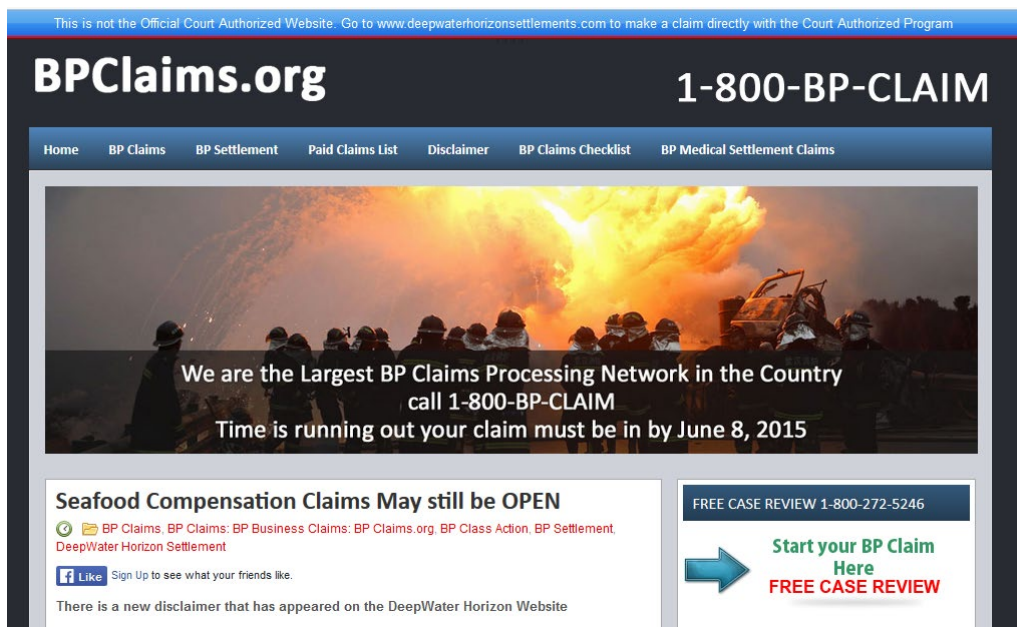 This is not the Official Court Authorized Website. Go to www.deepwaterhorizonsettlements.com to make a claim directly with the Court Authorized Program
BPClaims.org
1-800-BP-CLAIM
Home BP Claims BP Settlement Paid Claims List Disclaimer BP Claims Checklist BP Medical Settlement Claims
We are the Largest BP Claims Processing Network in the Country
call 1-800-BP-CLAIM
Time is running out your claim must be in by June 8, 2015
Seafood Compensation Claims May still be OPEN
BP Claims, BP Claims: BP Business Claims: BP Claims.org, BP Class Action, BP Settlement,
DeepWater Horizon Settlement
Like Sign Up to see what your friends like.
There is a new disclaimer that has appeared on the DeepWater Horizon Website
FREE CASE REVIEW 1-800-272-5246
Start your BP Claim
Here
FREE CASE REVIEW